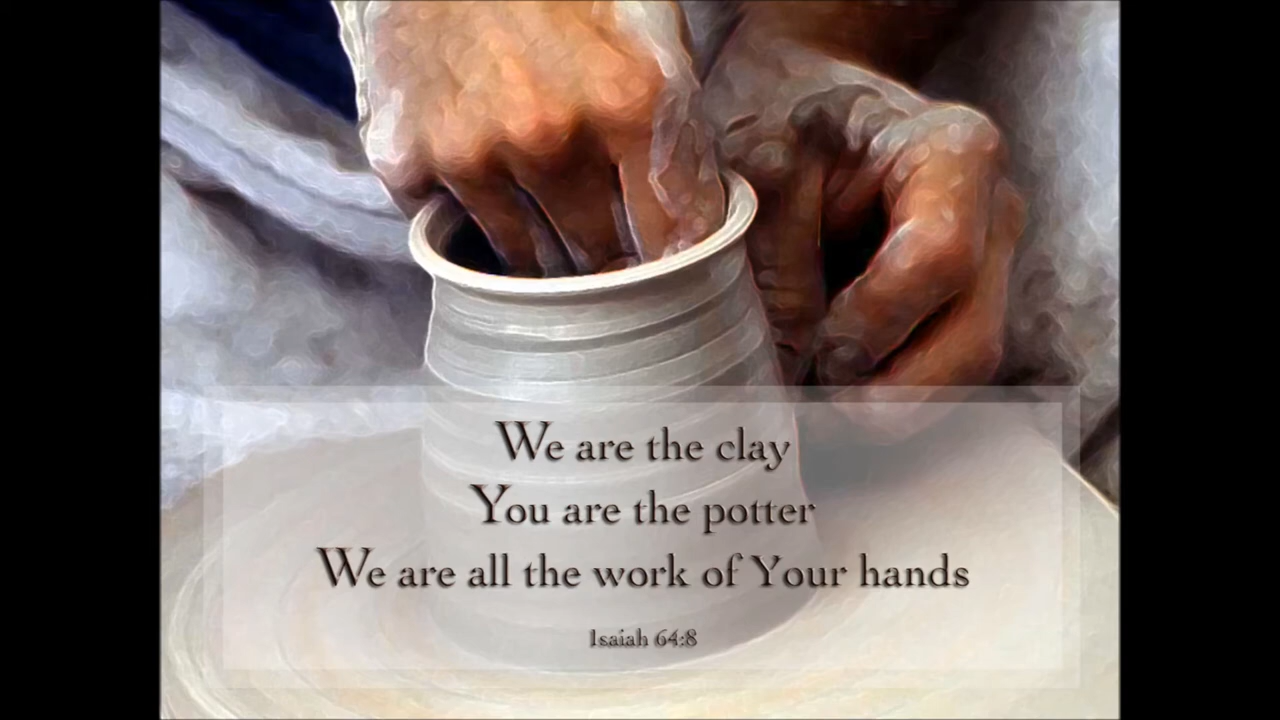 We are the clay
You are the potter
We are all the work of Your hands
Isaiah 64:8